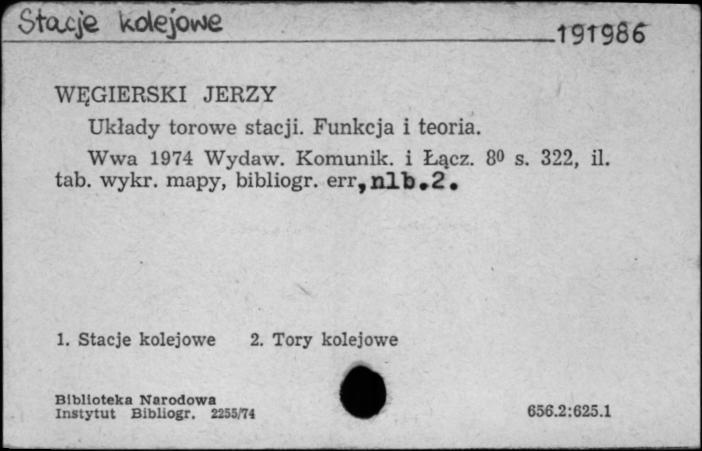 Stacje kolejowe
191986
WĘGIERSKI JERZY
Układy torowe stacji. Funkcja i teoria.
Wwa 1974 Wydaw. Komunik. i Łącz. 8⁰ s. 322, il.
tab. wykr. mapy, bibliogr. err, nlb.2.
1. Stacje kolejowe 2. Tory kolejowe
Biblioteka Narodowa
Instytut Bibliogr. 2255/74
656.2:625.1